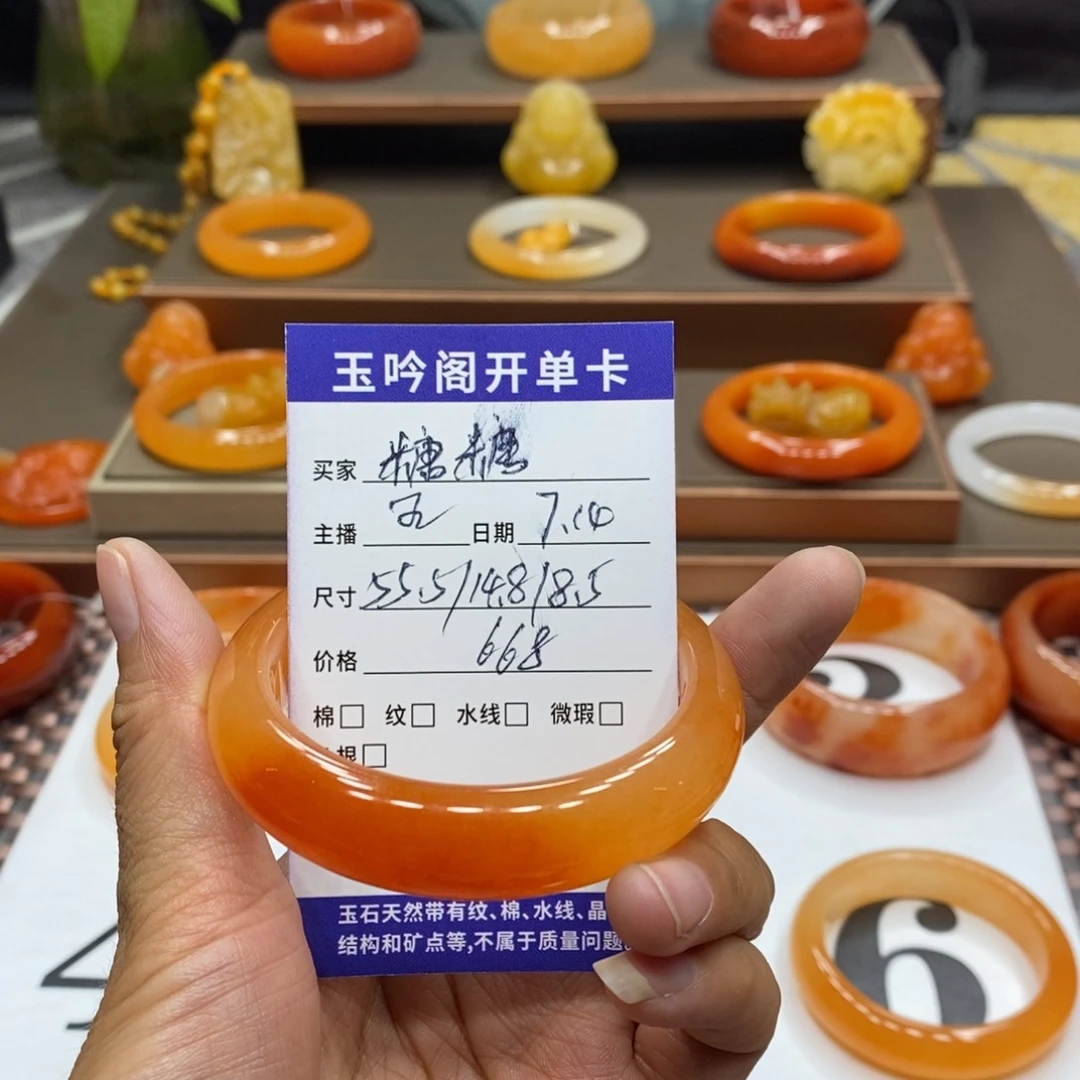 玉吟阁开单卡
买家 糖糖
主播 日期 7.10
尺寸 55.5/14.8/8.5
价格 668
棉□ 纹□ 水线□ 微瑕□
根□
玉石天然带有纹、棉、水线、晶
结构和矿点等,不属于质量问题。
6